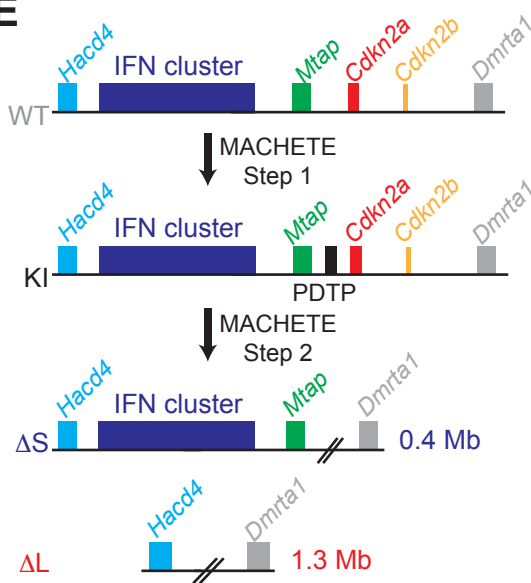 E
Hacd4 IFN cluster Mtap Cdkn2a Cdkn2b Dmrta1
WT
MACHETE
Step 1
Hacd4 IFN cluster Mtap Cdkn2a Cdkn2b Dmrta1
KI
PDTP
MACHETE
Step 2
Hacd4 IFN cluster Mtap Dmrta1
ΔS 0.4 Mb
Hacd4 Dmrta1
ΔL 1.3 Mb